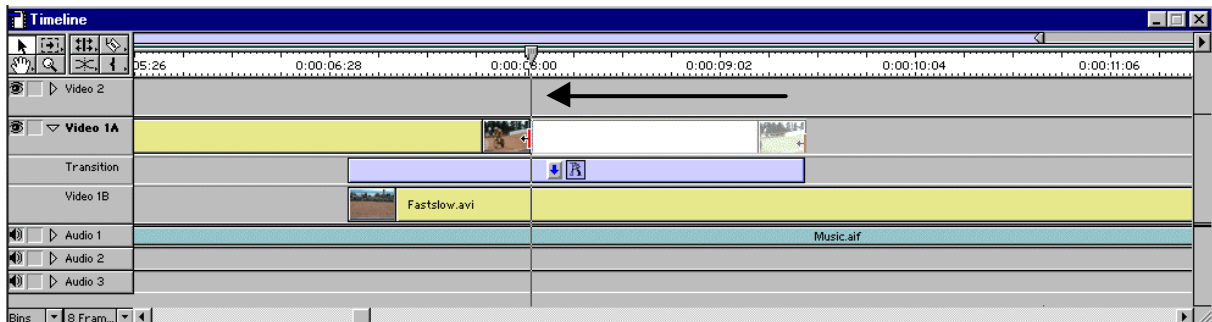 Timeline
05:26 0:00:06:28 0:00:08:00 0:00:09:02 0:00:10:04 0:00:11:06
Video 2
Video 1A
Transition
Video 1B Fastslow.avi
Audio 1 Music.aif
Audio 2
Audio 3
Bins 8 Fram...